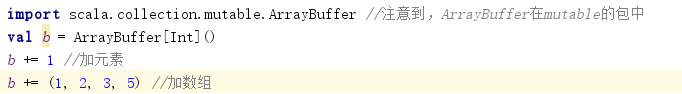 import scala.collection.mutable.ArrayBuffer //注意到，ArrayBuffer在mutable的包中
val b = ArrayBuffer[Int]()
b += 1 //加元素
b += (1, 2, 3, 5) //加数组